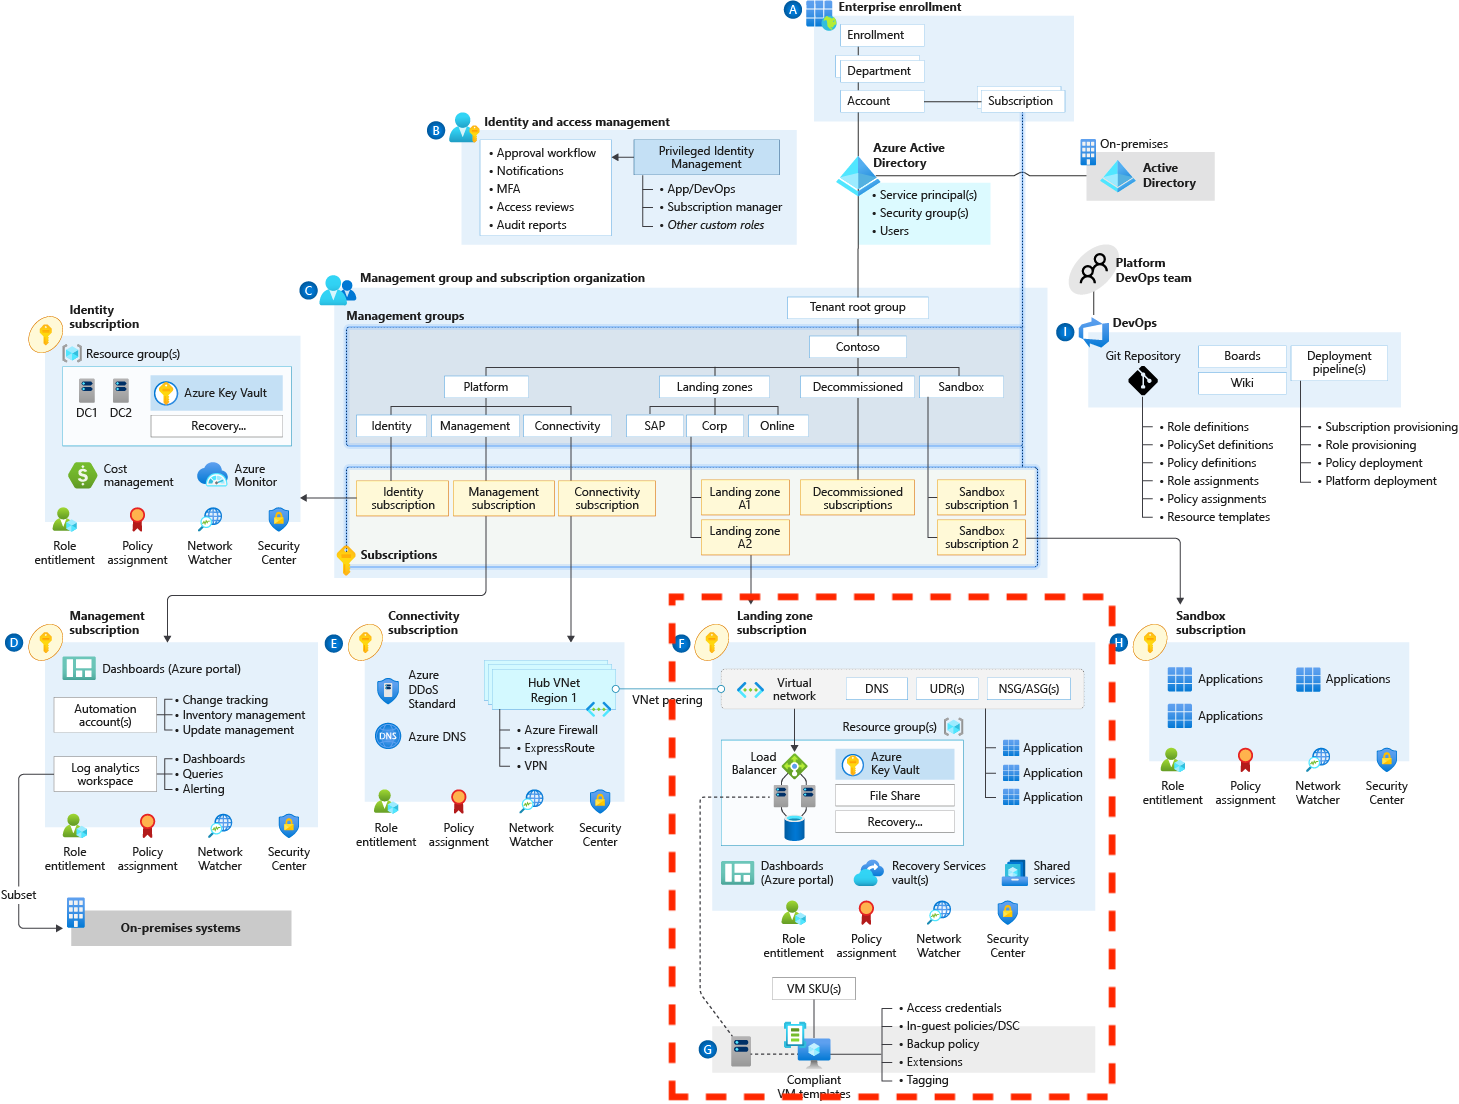 A
Enterprise enrollment
Enrollment
Department
Account
Subscription
B
Identity and access management
• Approval workflow
• Notifications
• MFA
• Access reviews
• Audit reports
Privileged Identity
Management
• App/DevOps
• Subscription manager
• Other custom roles
Azure Active
Directory
• Service principal(s)
• Security group(s)
• Users
On-premises
Active
Directory
Platform
DevOps team
I
DevOps
Git Repository
Boards
Wiki
Deployment
pipeline(s)
• Role definitions
• PolicySet definitions
• Policy definitions
• Role assignments
• Policy assignments
• Resource templates
• Subscription provisioning
• Role provisioning
• Policy deployment
• Platform deployment
C
Management group and subscription organization
Management groups
Tenant root group
Contoso
Platform
Landing zones
Decommissioned
Sandbox
Identity
Management
Connectivity
SAP
Corp
Online
Identity
subscription
Management
subscription
Connectivity
subscription
Landing zone
A1
Landing zone
A2
Decommissioned
subscriptions
Sandbox
subscription 1
Sandbox
subscription 2
Subscriptions
Identity
subscription
Resource group(s)
DC1
DC2
Azure Key Vault
Recovery...
Cost
management
Azure
Monitor
Role
entitlement
Policy
assignment
Network
Watcher
Security
Center
D
Management
subscription
Dashboards (Azure portal)
Automation
account(s)
• Change tracking
• Inventory management
• Update management
Log analytics
workspace
• Dashboards
• Queries
• Alerting
Role
entitlement
Policy
assignment
Network
Watcher
Security
Center
Subset
On-premises systems
E
Connectivity
subscription
Azure
DDoS
Standard
DNS
Azure DNS
Hub VNet
Region 1
• Azure Firewall
• ExpressRoute
• VPN
Role
entitlement
Policy
assignment
Network
Watcher
Security
Center
VNet peering
F
Landing zone
subscription
Virtual
network
DNS
UDR(s)
NSG/ASG(s)
Resource group(s)
Load
Balancer
Azure
Key Vault
File Share
Recovery...
Application
Application
Application
Dashboards
(Azure portal)
Recovery Services
vault(s)
Shared
services
Role
entitlement
Policy
assignment
Network
Watcher
Security
Center
VM SKU(s)
G
Compliant
VM templates
• Access credentials
• In-guest policies/DSC
• Backup policy
• Extensions
• Tagging
H
Sandbox
subscription
Applications
Applications
Applications
Role
entitlement
Policy
assignment
Network
Watcher
Security
Center